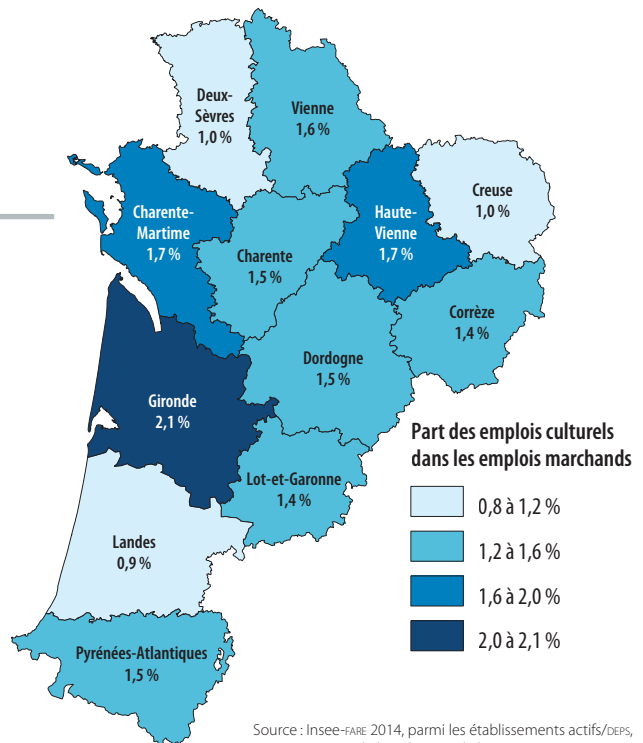 Deux-
Sèvres
1,0 %
Vienne
1,6 %
Charente-
Martime
1,7 %
Charente
1,5 %
Haute-
Vienne
1,7 %
Creuse
1,0 %
Corrèze
1,4 %
Dordogne
1,5 %
Gironde
2,1 %
Lot-et-Garonne
1,4 %
Landes
0,9 %
Pyrénées-Atlantiques
1,5 %
Part des emplois culturels
dans les emplois marchands
0,8 à 1,2 %
1,2 à 1,6 %
1,6 à 2,0 %
2,0 à 2,1 %
Source : Insee-FARE 2014, parmi les établissements actifs/DEPS,